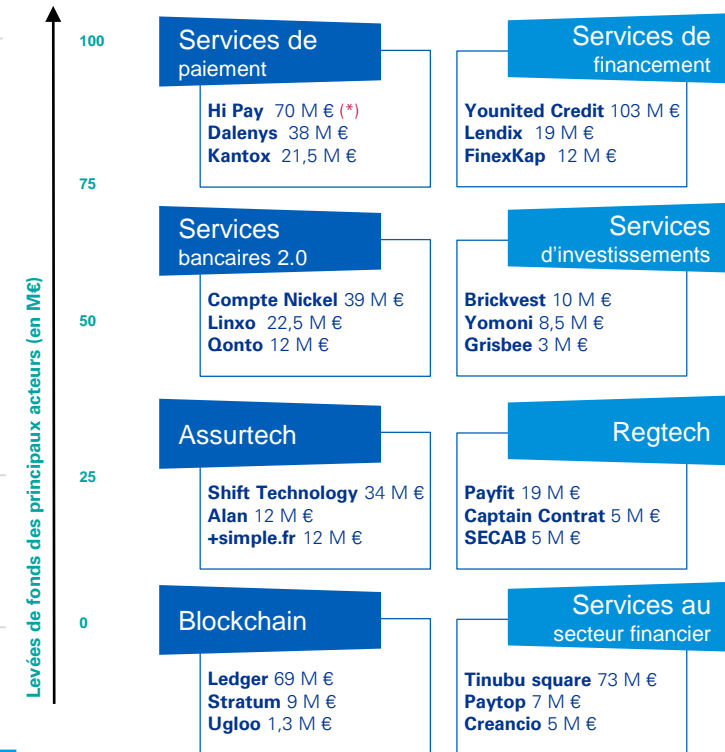 Levées de fonds des principaux acteurs (en M€)
100
75
50
25
0
Services de
paiement
Hi Pay 70 M € (*)
Dalenys 38 M €
Kantox 21,5 M €
Services de
financement
Younited Credit 103 M €
Lendix 19 M €
FinexKap 12 M €
Services
bancaires 2.0
Compte Nickel 39 M €
Linxo 22,5 M €
Qonto 12 M €
Services
d'investissements
Brickvest 10 M €
Yomoni 8,5 M €
Grisbee 3 M €
Assurtech
Shift Technology 34 M €
Alan 12 M €
+simple.fr 12 M €
Regtech
Payfit 19 M €
Captain Contrat 5 M €
SECAB 5 M €
Blockchain
Ledger 69 M €
Stratum 9 M €
Ugloo 1,3 M €
Services au
secteur financier
Tinubu square 73 M €
Paytop 7 M €
Creancio 5 M €